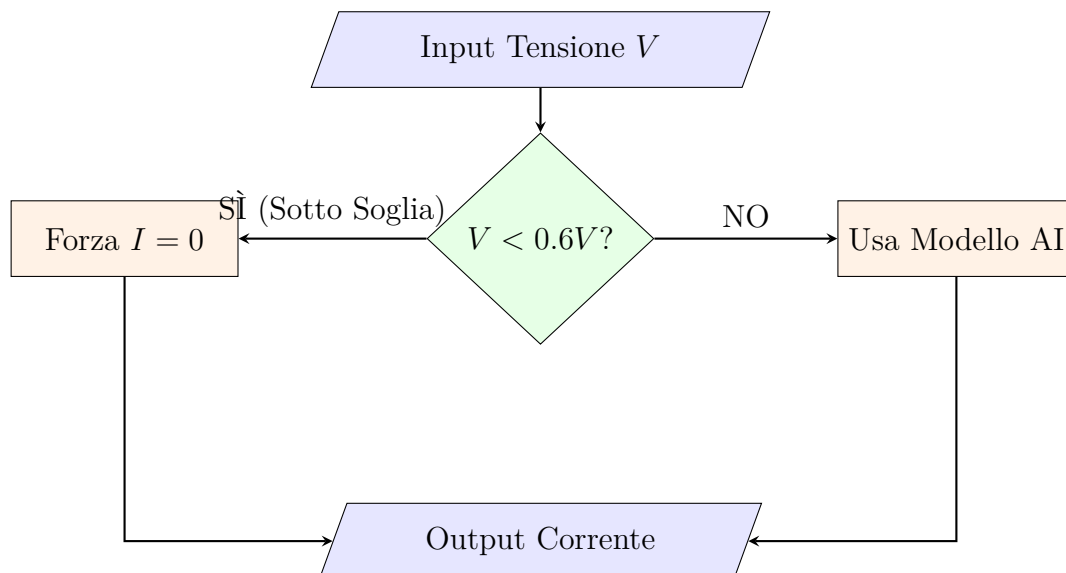 Input Tensione V
SÌ (Sotto Soglia)
NO
Forza I = 0
V < 0.6V?
Usa Modello AI
Output Corrente